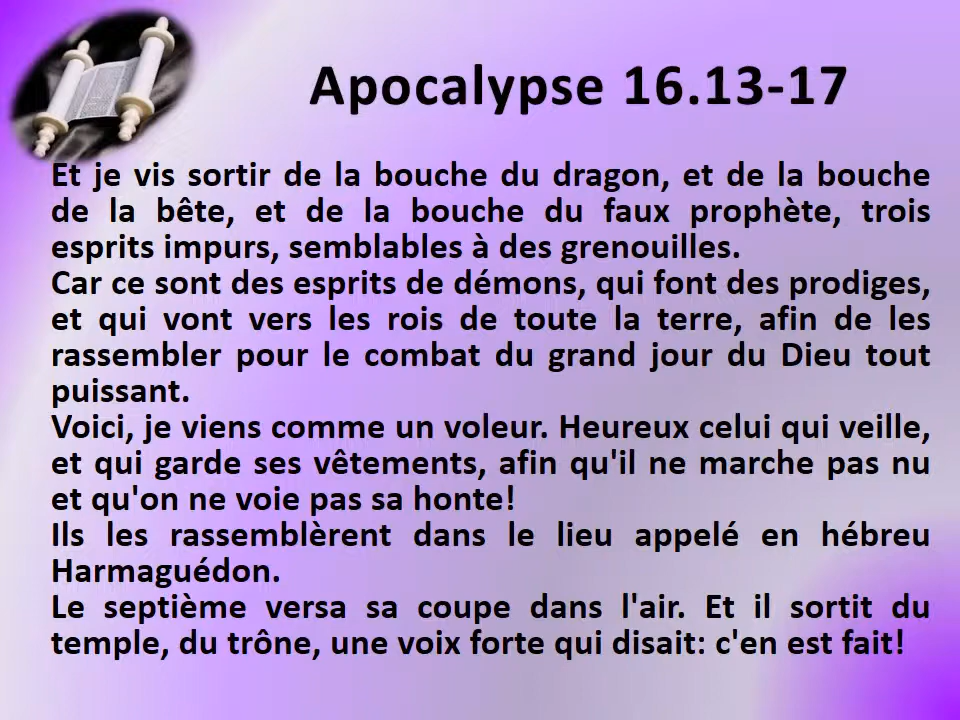 Apocalypse 16.13-17
Et je vis sortir de la bouche du dragon, et de la bouche
de la bête, et de la bouche du faux prophète, trois
esprits impurs, semblables à des grenouilles.
Car ce sont des esprits de démons, qui font des prodiges,
et qui vont vers les rois de toute la terre, afin de les
rassembler pour le combat du grand jour du Dieu tout
puissant.
Voici, je viens comme un voleur. Heureux celui qui veille,
et qui garde ses vêtements, afin qu'il ne marche pas nu
et qu'on ne voie pas sa honte!
Ils les rassemblèrent dans le lieu appelé en hébreu
Harmaguédon.
Le septième versa sa coupe dans l'air. Et il sortit du
temple, du trône, une voix forte qui disait: c'en est fait!